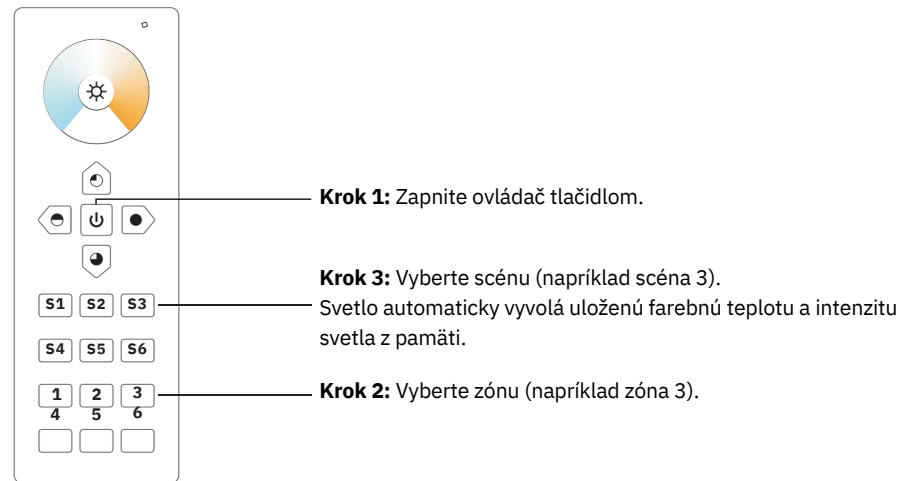 Krok 1: Zapnite ovládač tlačidlom.
Krok 3: Vyberte scénu (napríklad scéna 3).
Svetlo automaticky vyvolá uloženú farebnú teplotu a intenzitu
svetla z pamäti.
S1 S2 S3
S4 S5 S6
Krok 2: Vyberte zónu (napríklad zóna 3).
1 2 3
4 5 6